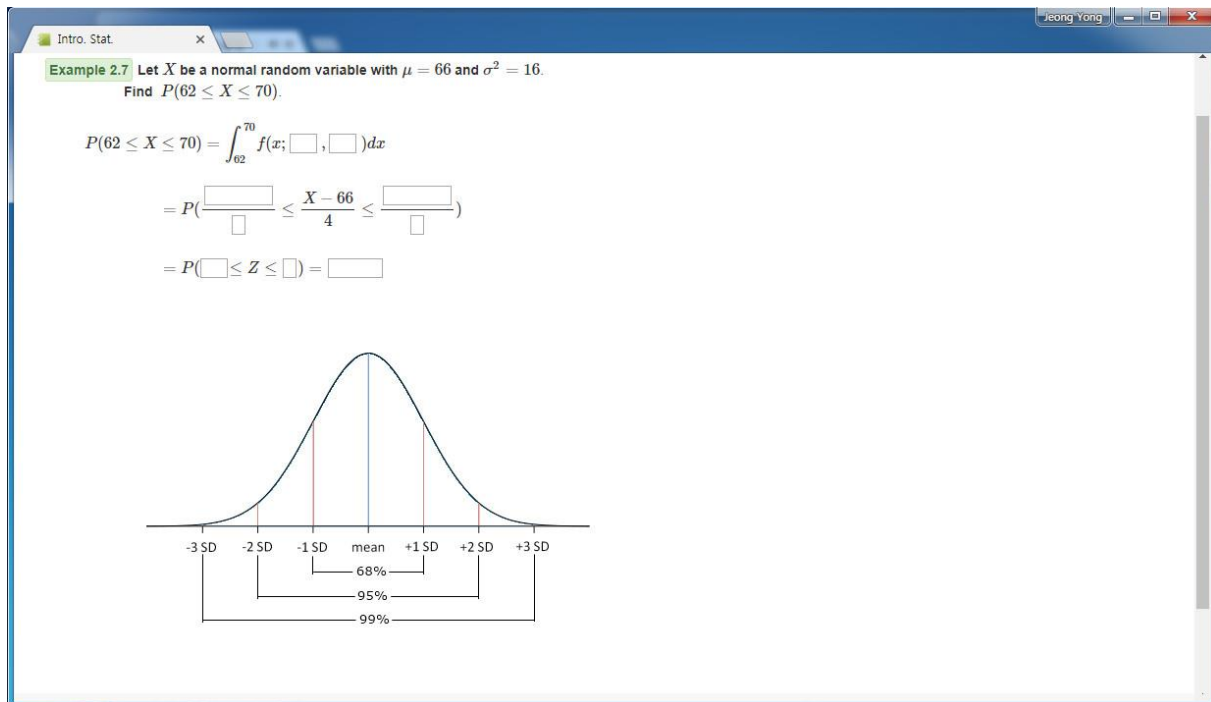 Jeong Yong
Intro. Stat.
Example 2.7 Let X be a normal random variable with μ = 66 and σ² = 16.
Find P(62 ≤ X ≤ 70).
P(62 ≤ X ≤ 70) = ∫₆₂⁷⁰ f(x; , )dx
= P( ≤ (X − 66)/4 ≤ )
= P( ≤ Z ≤ ) =
-3 SD -2 SD -1 SD mean +1 SD +2 SD +3 SD
68%
95%
99%